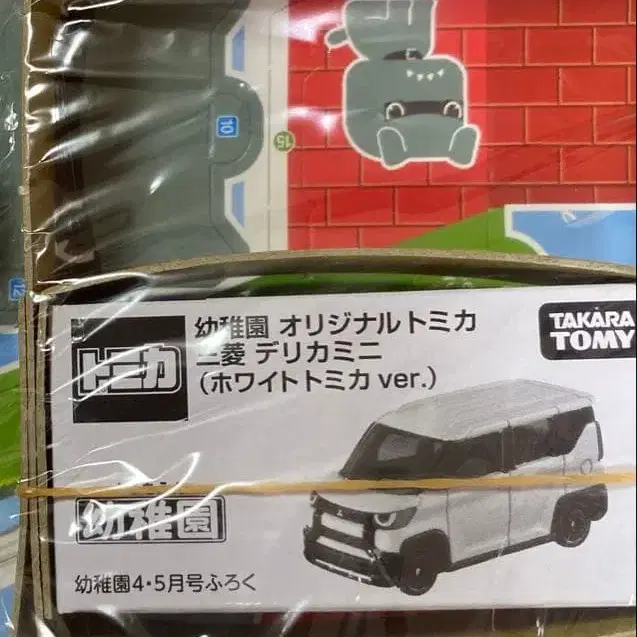 10
15
幼稚園 オリジナルトミカ
三菱 デリカミニ
(ホワイトトミカ ver.)
TAKARA
TOMY
トミカ
幼稚園
幼稚園4・5月号ふろく